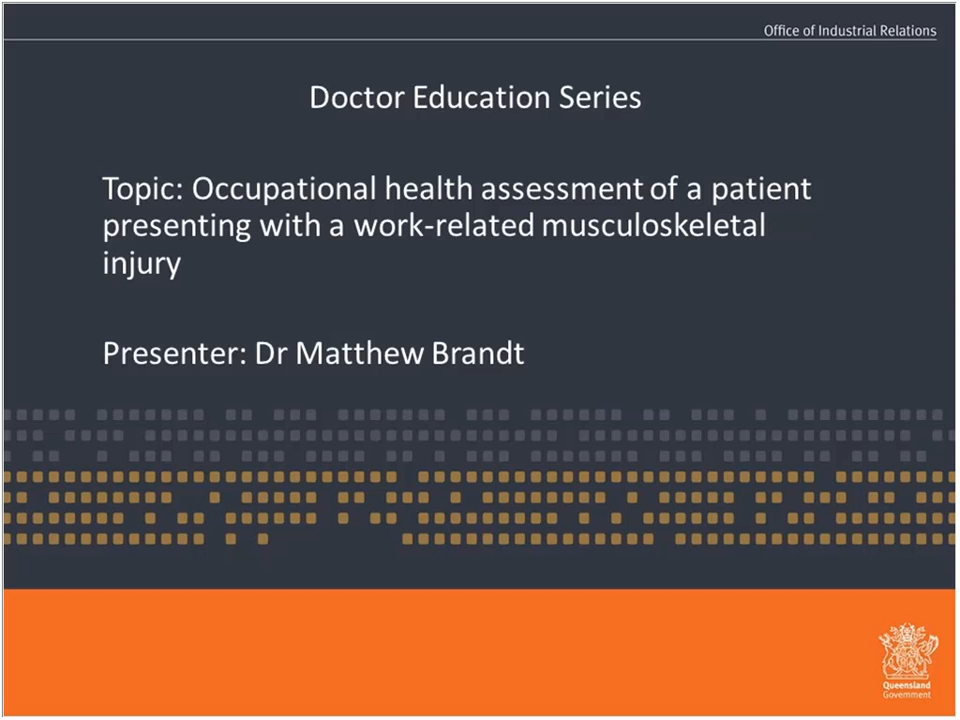 Office of Industrial Relations
Doctor Education Series
Topic: Occupational health assessment of a patient
presenting with a work-related musculoskeletal
injury
Presenter: Dr Matthew Brandt
Queensland
Government